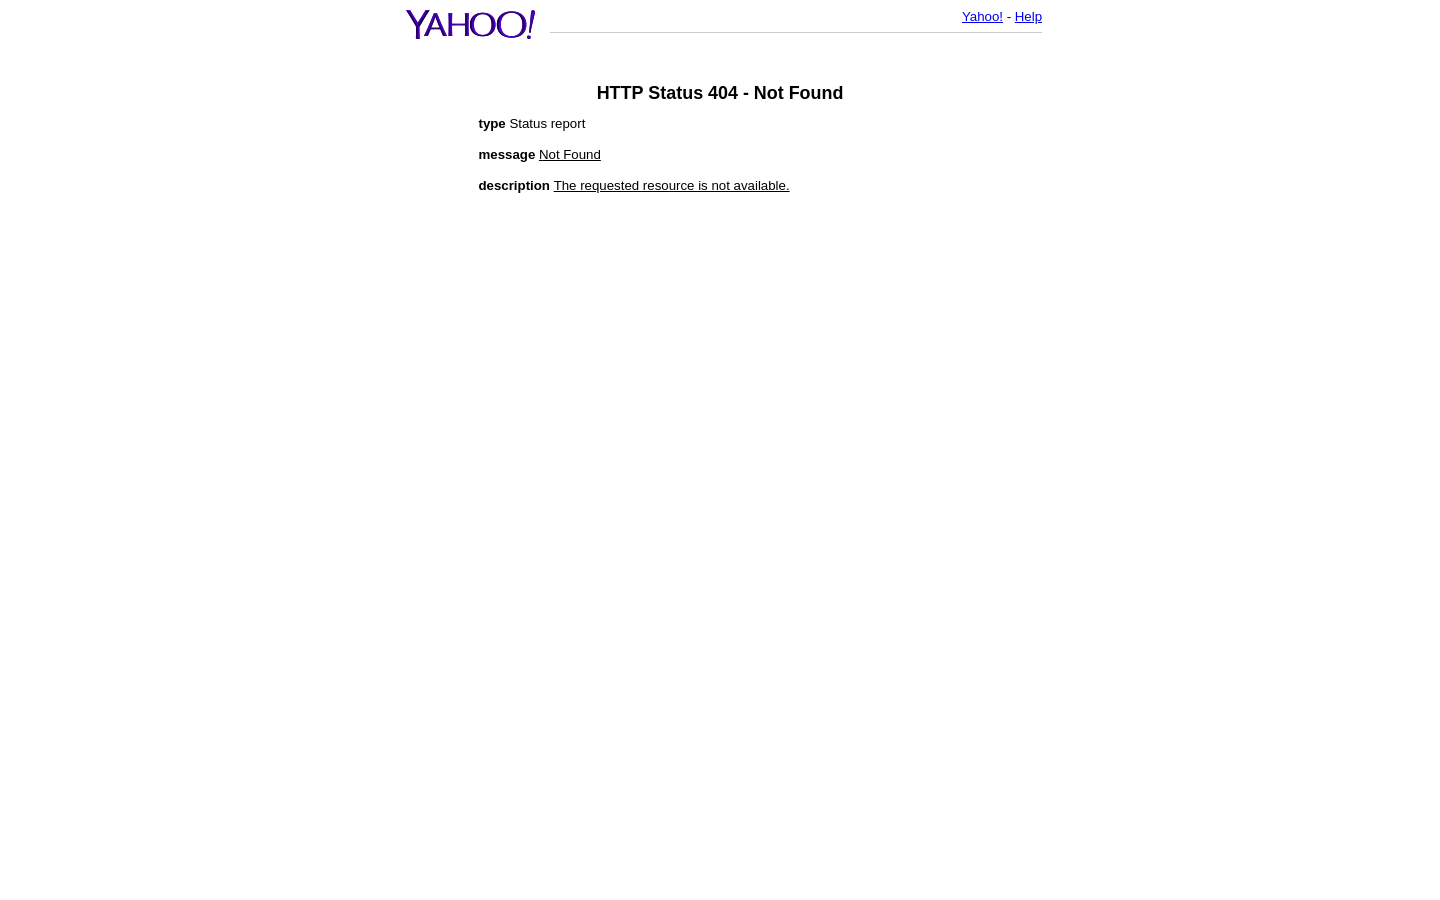 YAHOO!
Yahoo! - Help
HTTP Status 404 - Not Found
type Status report
message Not Found
description The requested resource is not available.